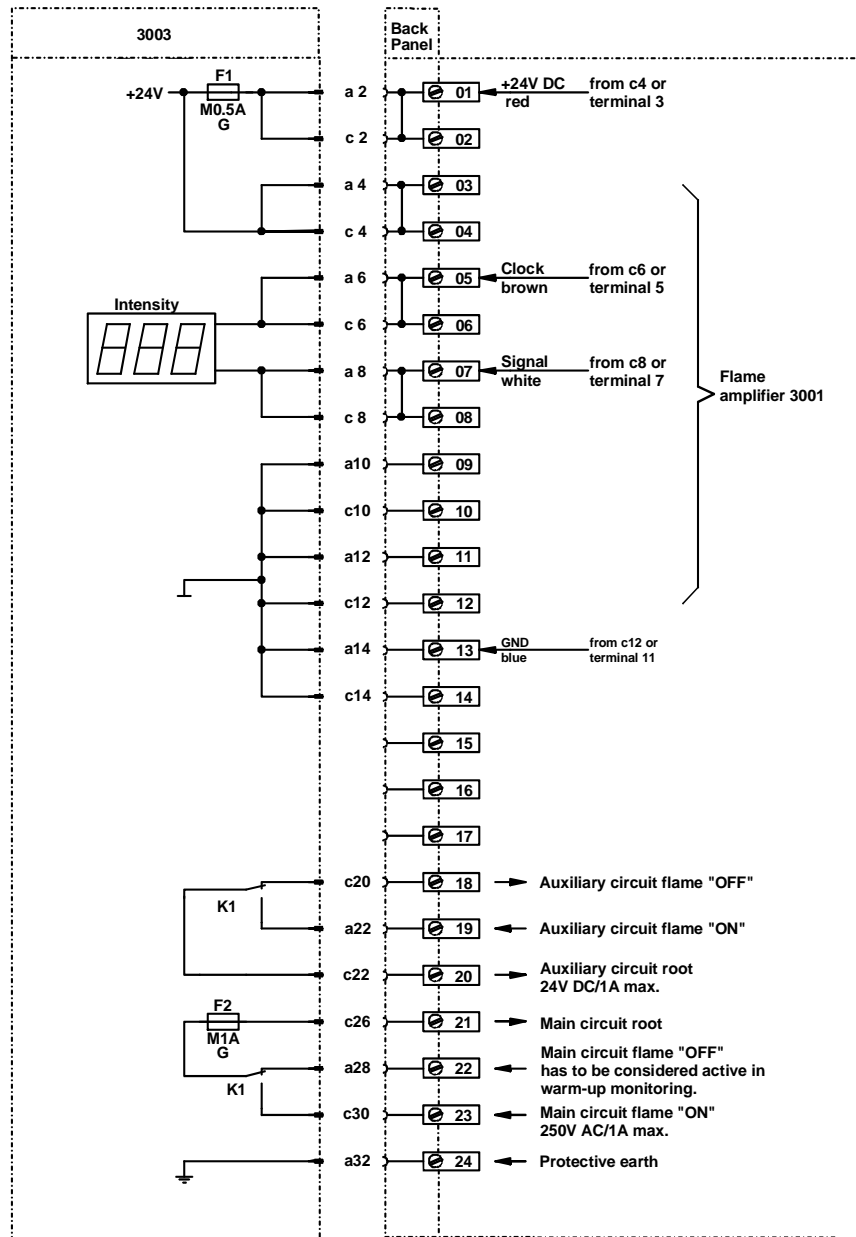 3003
Back
Panel
F1
+24V
M0.5A
G
a 2
01
+24V DC
red
from c4 or
terminal 3
c 2
02
a 4
03
c 4
04
a 6
05
Clock
brown
from c6 or
terminal 5
Intensity
c 6
06
a 8
07
Signal
white
from c8 or
terminal 7
Flame
amplifier 3001
c 8
08
a10
09
c10
10
a12
11
c12
12
a14
13
GND
blue
from c12 or
terminal 11
c14
14
15
16
17
c20
18
Auxiliary circuit flame "OFF"
K1
a22
19
Auxiliary circuit flame "ON"
c22
20
Auxiliary circuit root
24V DC/1A max.
F2
M1A
G
c26
21
Main circuit root
a28
22
Main circuit flame "OFF"
has to be considered active in
warm-up monitoring.
K1
c30
23
Main circuit flame "ON"
250V AC/1A max.
a32
24
Protective earth